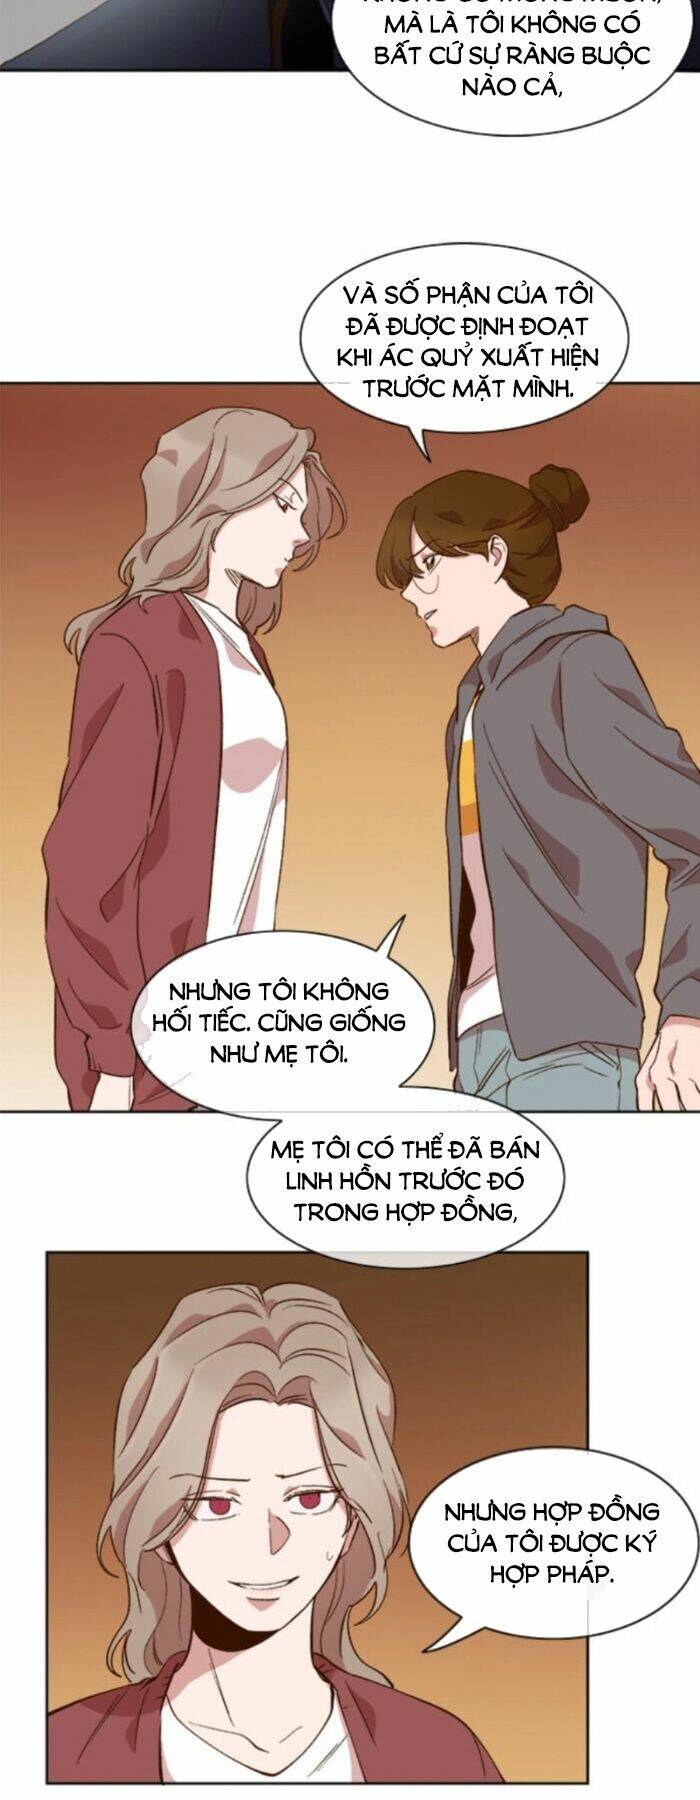 MÀ LÀ TÔI KHÔNG CÓ
BẤT CỨ SỰ RÀNG BUỘC
NÀO CẢ,
VÀ SỐ PHẬN CỦA TÔI
ĐÃ ĐƯỢC ĐỊNH ĐOẠT
KHI ÁC QUỶ XUẤT HIỆN
TRƯỚC MẶT MÌNH.
NHƯNG TÔI KHÔNG
HỐI TIẾC. CŨNG GIỐNG
NHƯ MẸ TÔI.
MẸ TÔI CÓ THỂ ĐÃ BÁN
LINH HỒN TRƯỚC ĐÓ
TRONG HỢP ĐỒNG,
NHƯNG HỢP ĐỒNG
CỦA TÔI ĐƯỢC KÝ
HỢP PHÁP.